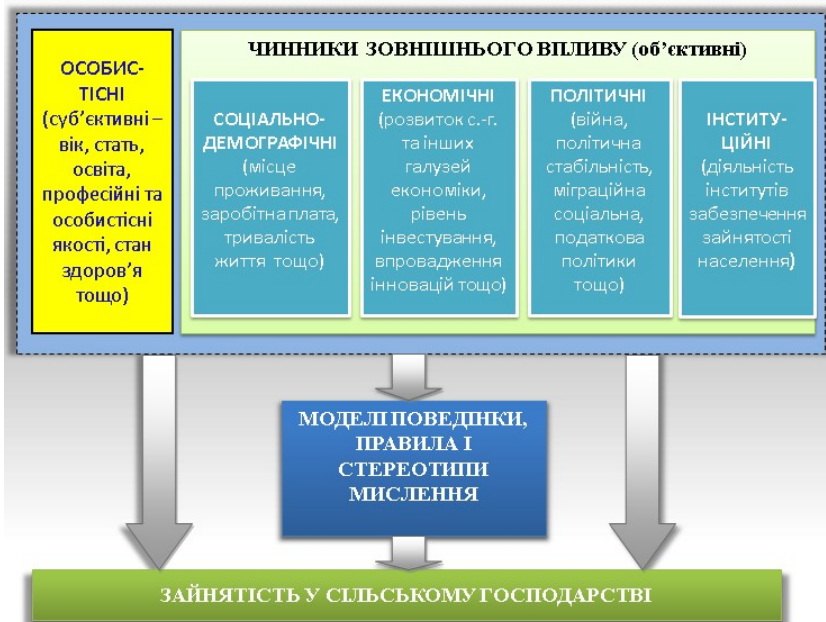 ОСОБИС-
ТІСНІ
(суб’єктивні –
вік, стать,
освіта,
професійні та
особистісні
якості, стан
здоров’я
тощо)
ЧИННИКИ ЗОВНІШНЬОГО ВПЛИВУ (об’єктивні)
СОЦІАЛЬНО-
ДЕМОГРАФІЧНІ
(місце
проживання,
заробітна плата,
тривалість
життя тощо)
ЕКОНОМІЧНІ
(розвиток с.-г.
та інших
галузей
економіки,
рівень
інвестування,
впровадження
інновацій тощо)
ПОЛІТИЧНІ
(війна,
політична
стабільність,
міграційна
соціальна,
податкова
політики
тощо)
ІНСТИТУ-
ЦІЙНІ
(діяльність
інститутів
забезпечення
зайнятості
населення)
МОДЕЛІ ПОВЕДІНКИ,
ПРАВИЛА І
СТЕРЕОТИПИ
МИСЛЕННЯ
ЗАЙНЯТІСТЬ У СІЛЬСЬКОМУ ГОСПОДАРСТВІ